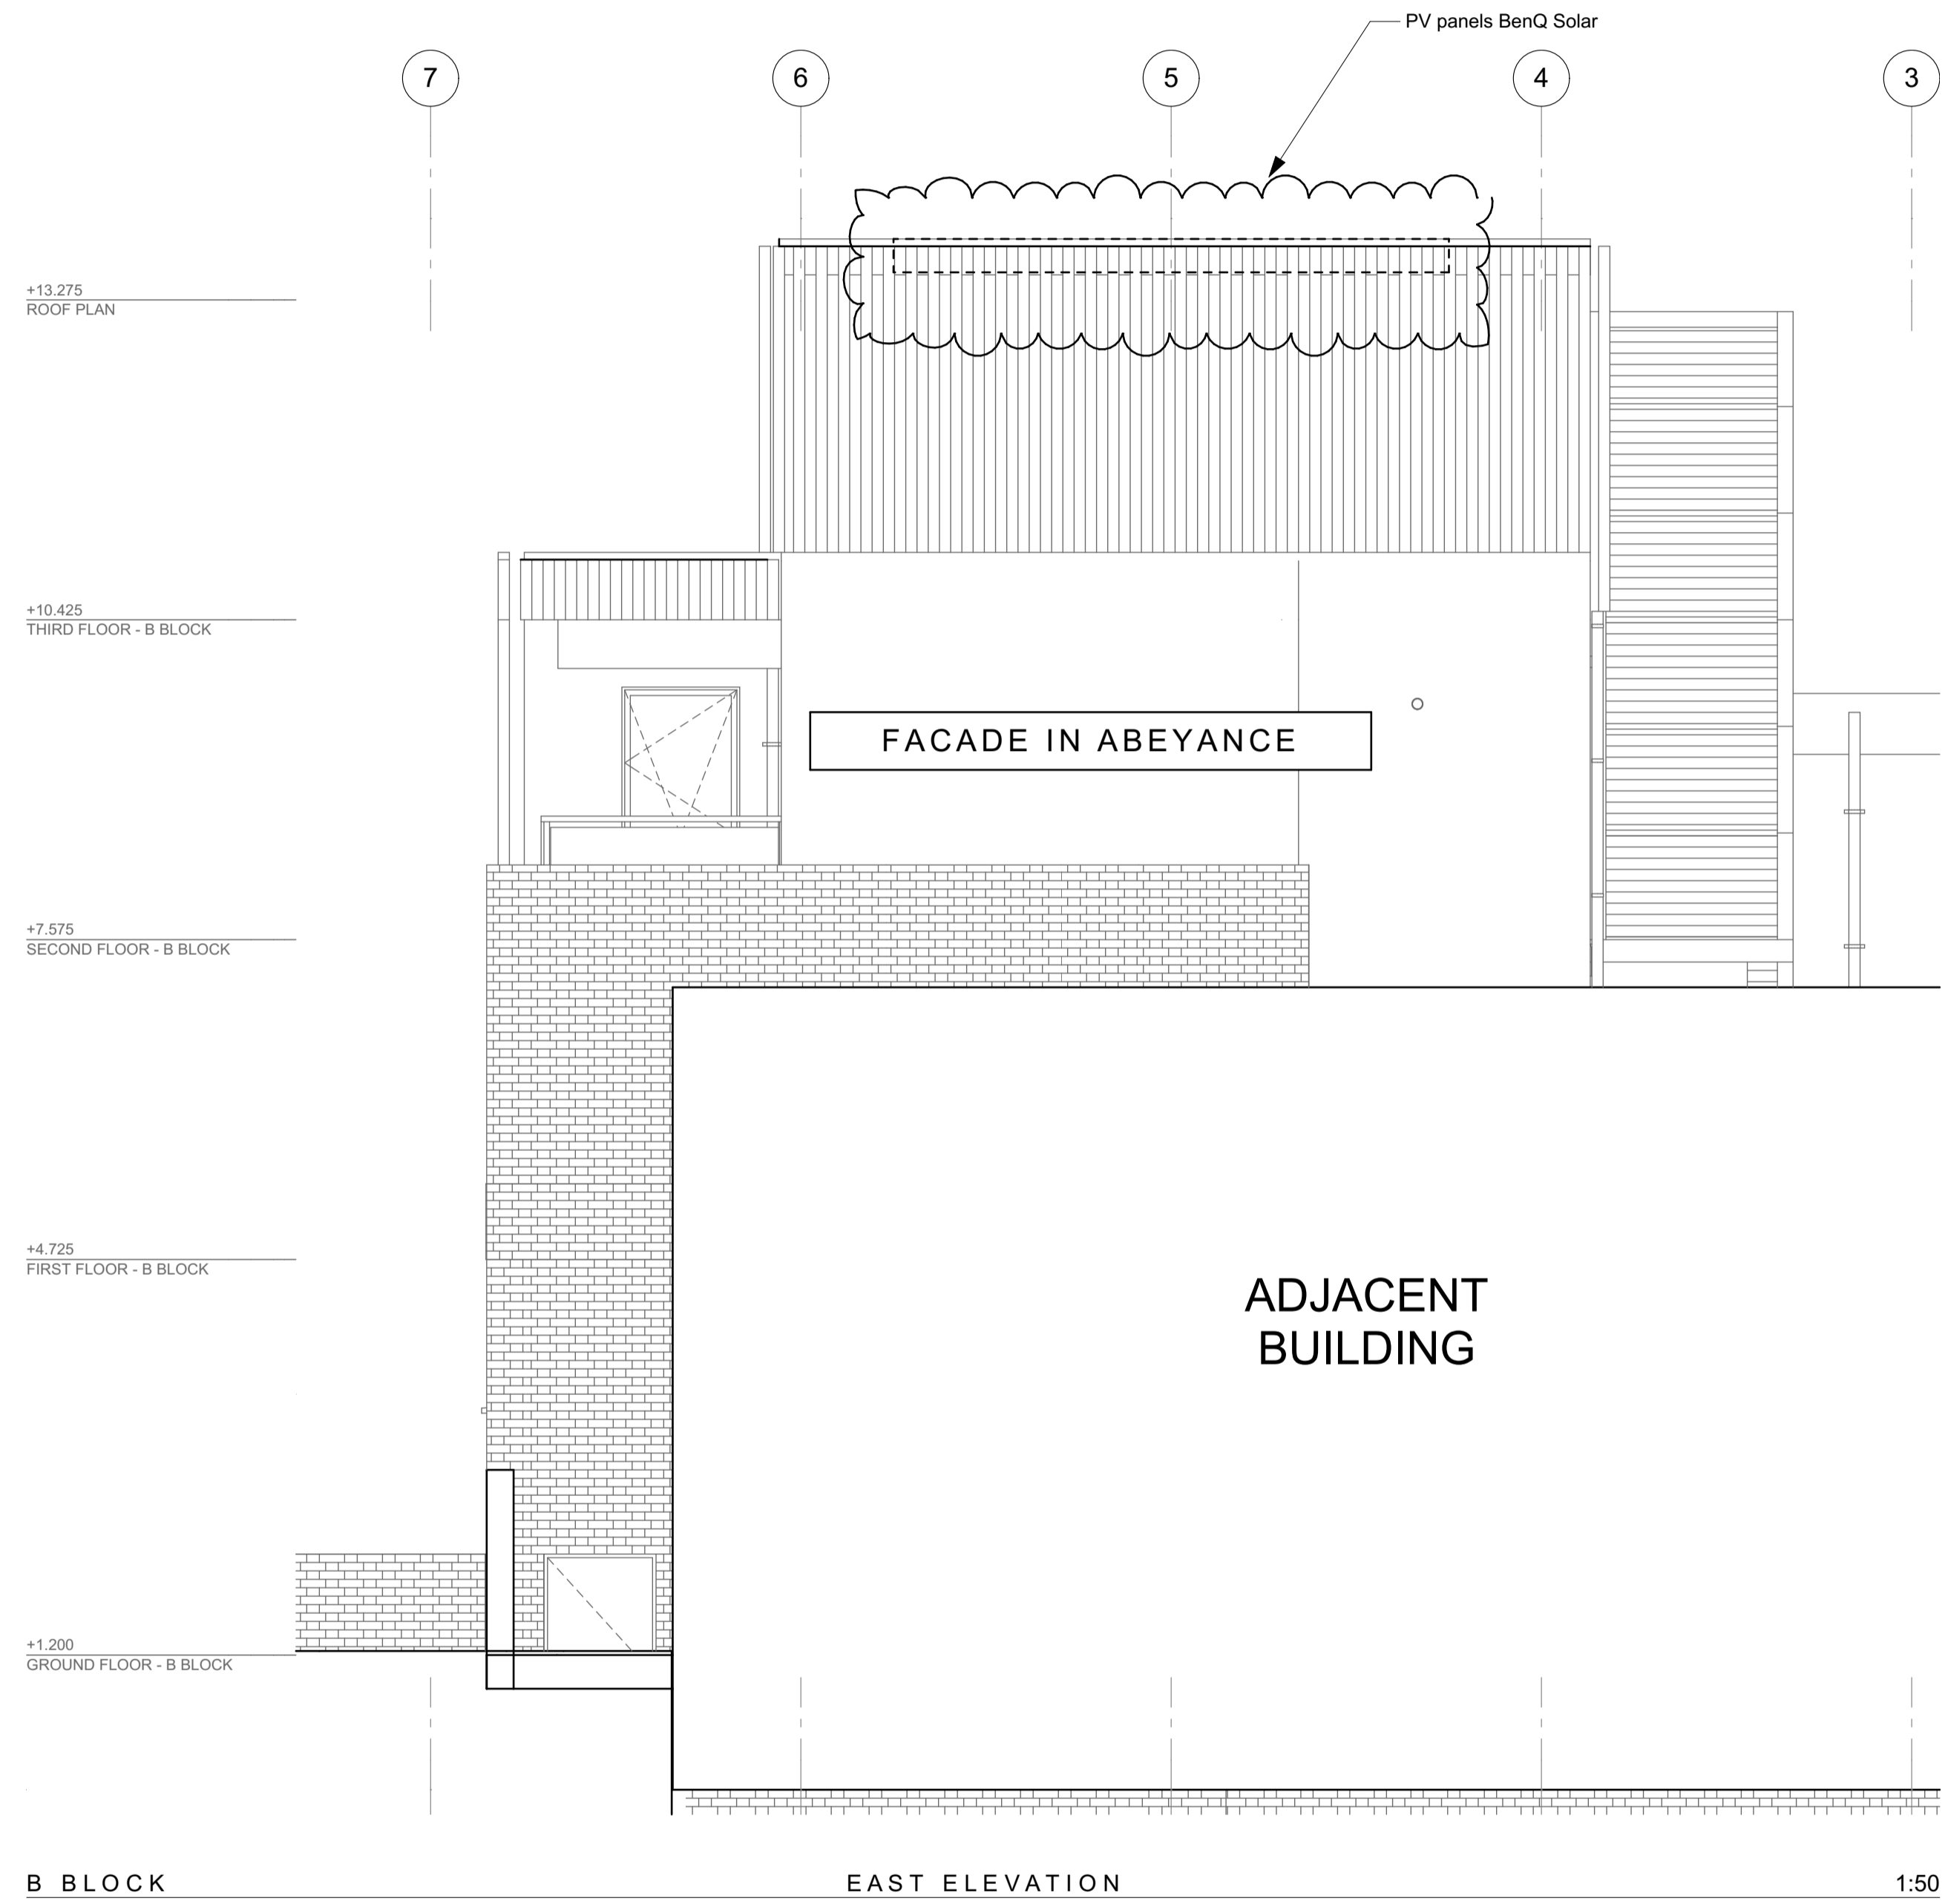 PV panels BenQ Solar
7
6
5
4
3
+13.275
ROOF PLAN
+10.425
THIRD FLOOR - B BLOCK
FACADE IN ABEYANCE
+7.575
SECOND FLOOR - B BLOCK
+4.725
FIRST FLOOR - B BLOCK
ADJACENT
BUILDING
+1.200
GROUND FLOOR - B BLOCK
B BLOCK
EAST ELEVATION
1:50